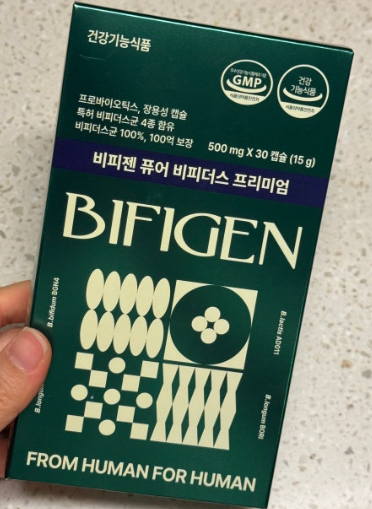 건강기능식품
GMP
건강
기능식품
프로바이오틱스, 장용성 캡슐
특허 비피더스균 4종 함유
비피더스균 100%, 100억 보장
500 mg X 30 캡슐 (15 g)
비피젠 퓨어 비피더스 프리미엄
BIFIGEN
B.bifidum BGN4
B.lactis AD011
B.longum BORI
FROM HUMAN FOR HUMAN